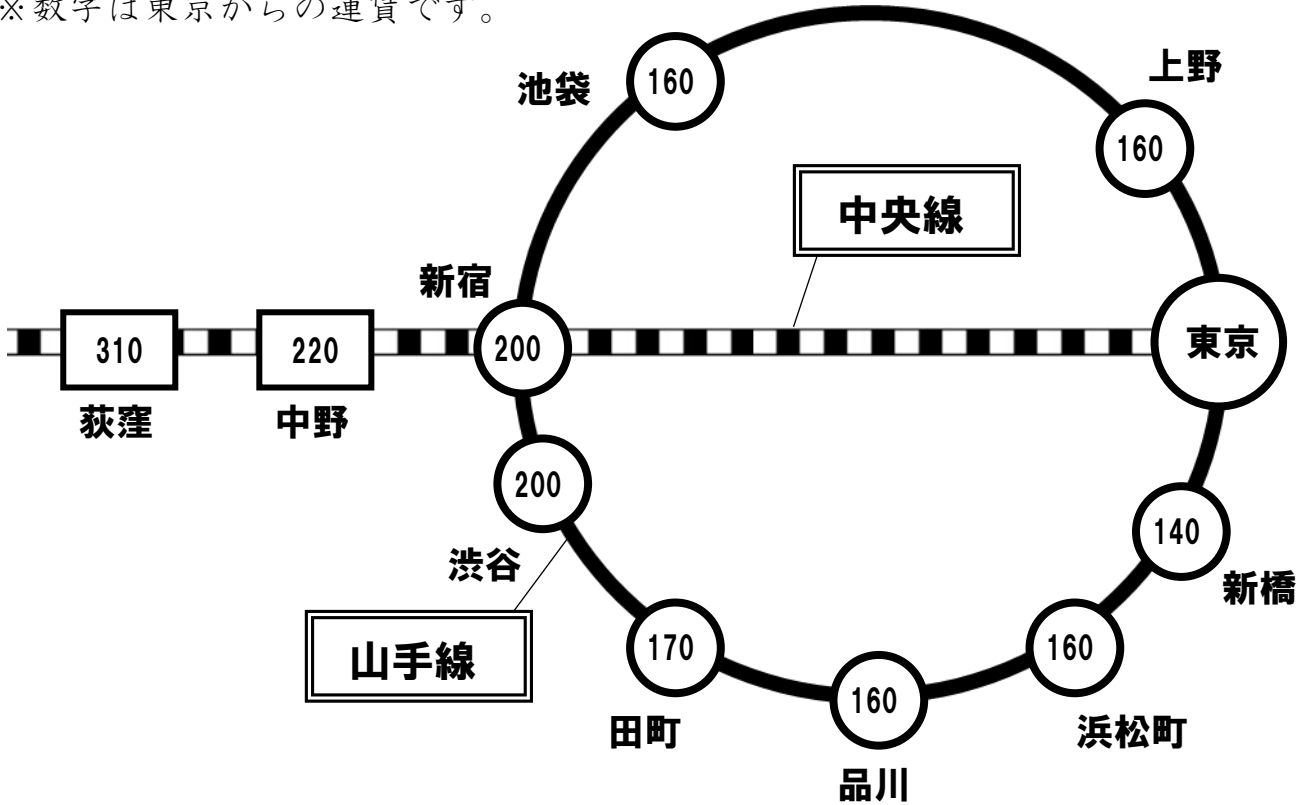 ※数字は東京からの運賃です。
上野
160
池袋
160
中央線
新宿
200
東京
310
荻窪
220
中野
200
渋谷
140
新橋
山手線
170
田町
160
品川
160
浜松町